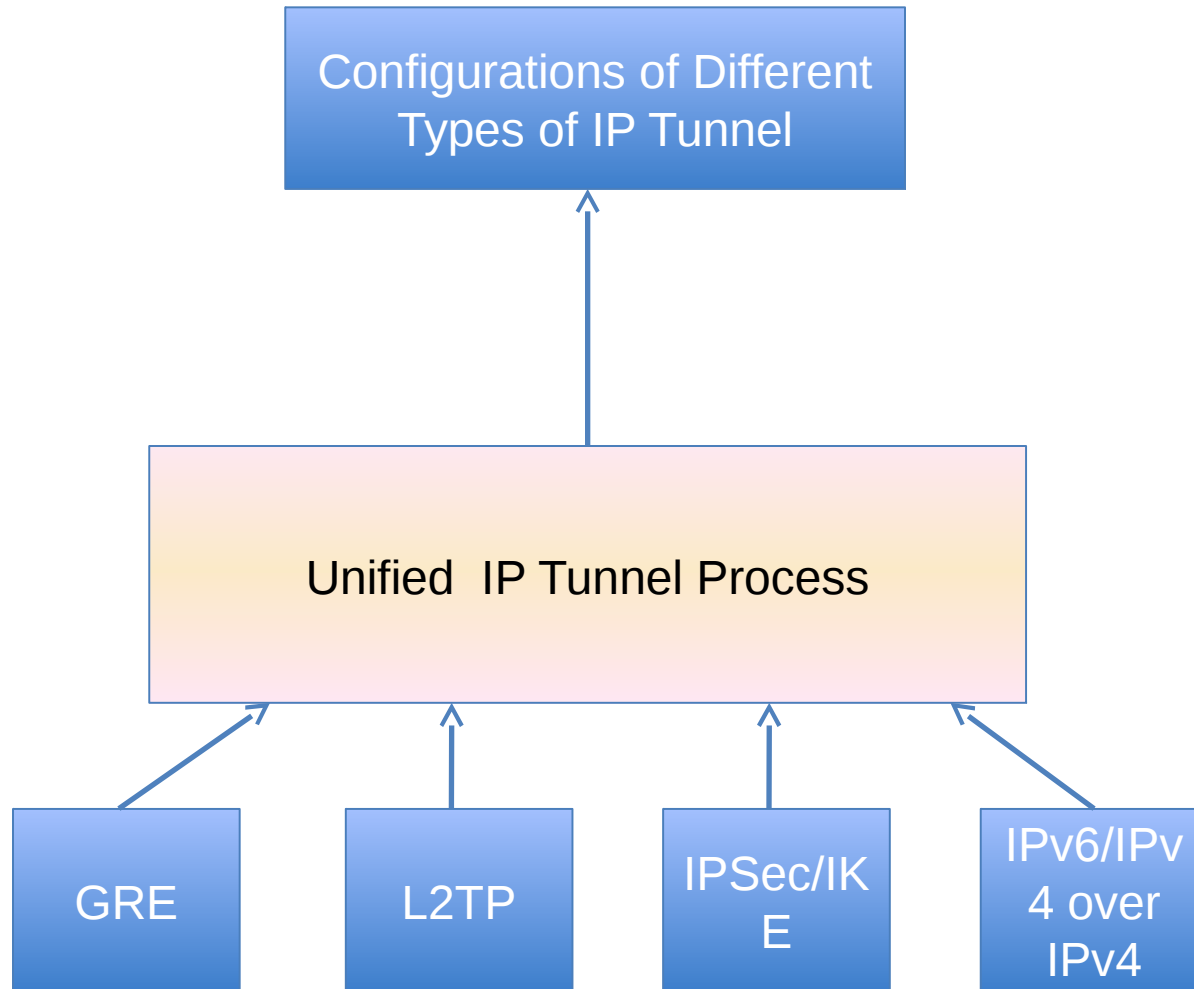 Configurations of Different
Types of IP Tunnel
Unified  IP Tunnel Process
GRE
L2TP
IPSec/IK
E
IPv6/IPv
4 over
IPv4